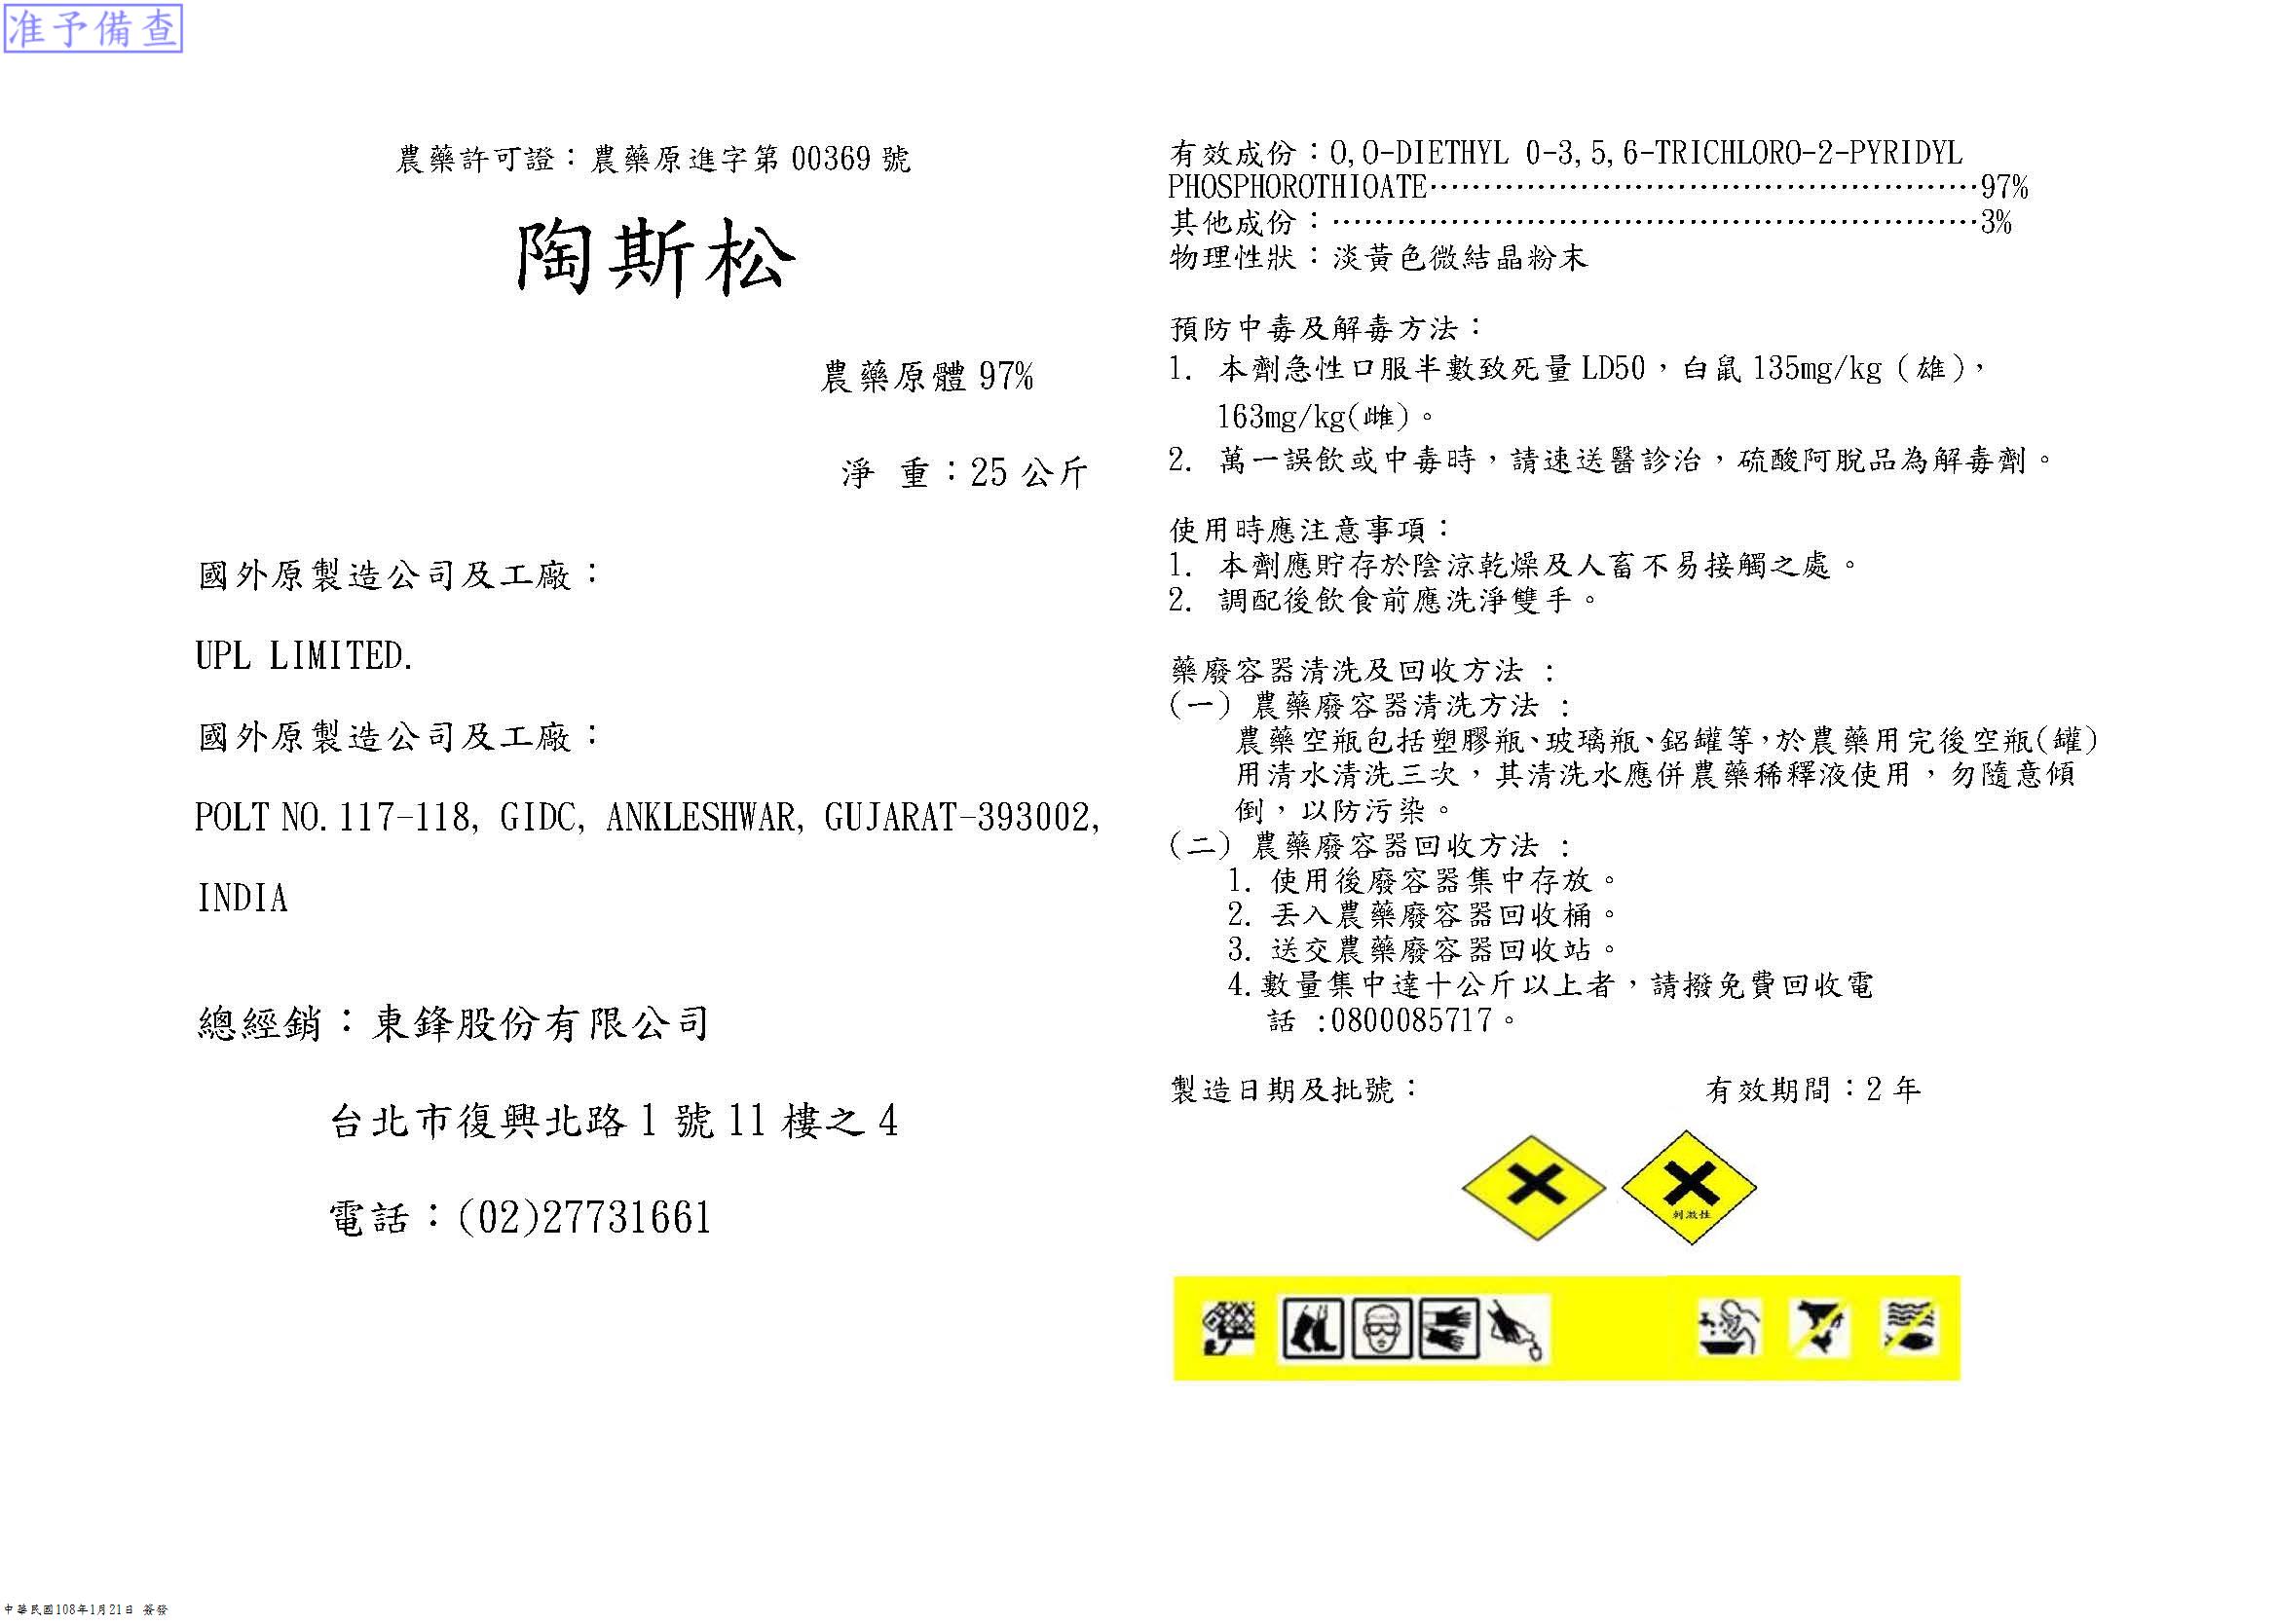 准予備查
農藥許可證：農藥原進字第 00369 號
陶斯松
農藥原體 97%
淨 重：25 公斤
國外原製造公司及工廠：
UPL LIMITED.
國外原製造公司及工廠：
POLT NO. 117-118, GIDC, ANKLESHWAR, GUJARAT-393002,
INDIA
總經銷：東鋒股份有限公司
台北市復興北路 1 號 11 樓之 4
電話：(02)27731661
有效成份：O,O-DIETHYL O-3,5,6-TRICHLORO-2-PYRIDYL
PHOSPHOROTHIOATE……………………………………………97%
其他成份：……………………………………………………3%
物理性狀：淡黃色微結晶粉末
預防中毒及解毒方法：
1. 本劑急性口服半數致死量 LD50，白鼠 135mg/kg (雄)，
163mg/kg(雌)。
2. 萬一誤飲或中毒時，請速送醫診治，硫酸阿脫品為解毒劑。
使用時應注意事項：
1. 本劑應貯存於陰涼乾燥及人畜不易接觸之處。
2. 調配後飲食前應洗淨雙手。
藥廢容器清洗及回收方法 :
(一) 農藥廢容器清洗方法 :
農藥空瓶包括塑膠瓶、玻璃瓶、鋁罐等，於農藥用完後空瓶(罐)
用清水清洗三次，其清洗水應併農藥稀釋液使用，勿隨意傾
倒，以防污染。
(二) 農藥廢容器回收方法 :
1. 使用後廢容器集中存放。
2. 丟入農藥廢容器回收桶。
3. 送交農藥廢容器回收站。
4. 數量集中達十公斤以上者，請撥免費回收電
話 :0800085717。
製造日期及批號： 有效期間：2 年
刺激性
中華民國108年1月21日 簽發